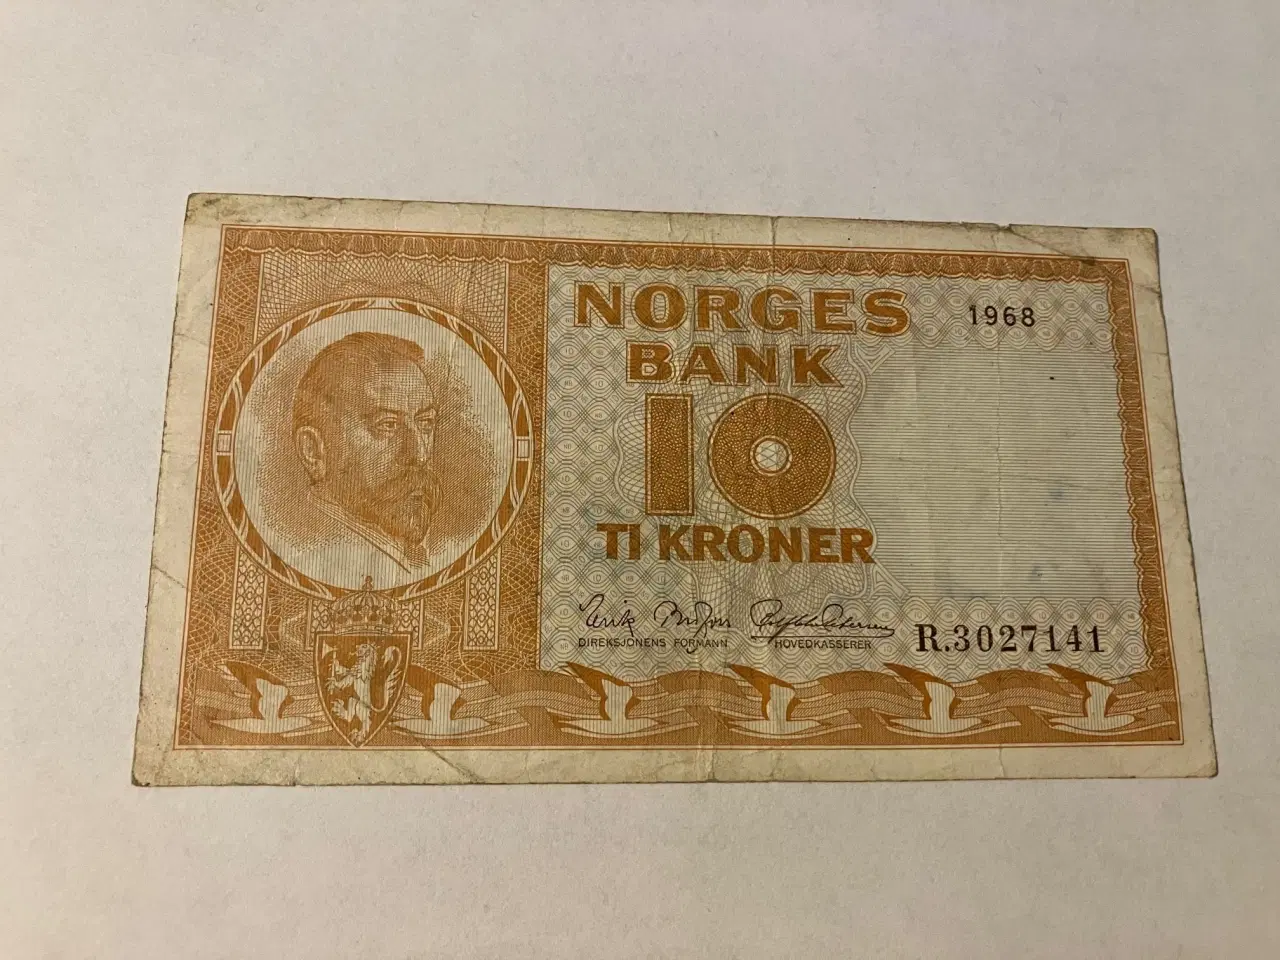 NORGES
1968
BANK
10
TI KRONER
DIREKSJONENS FORMANN
HOVEDKASSERER
R.3027141